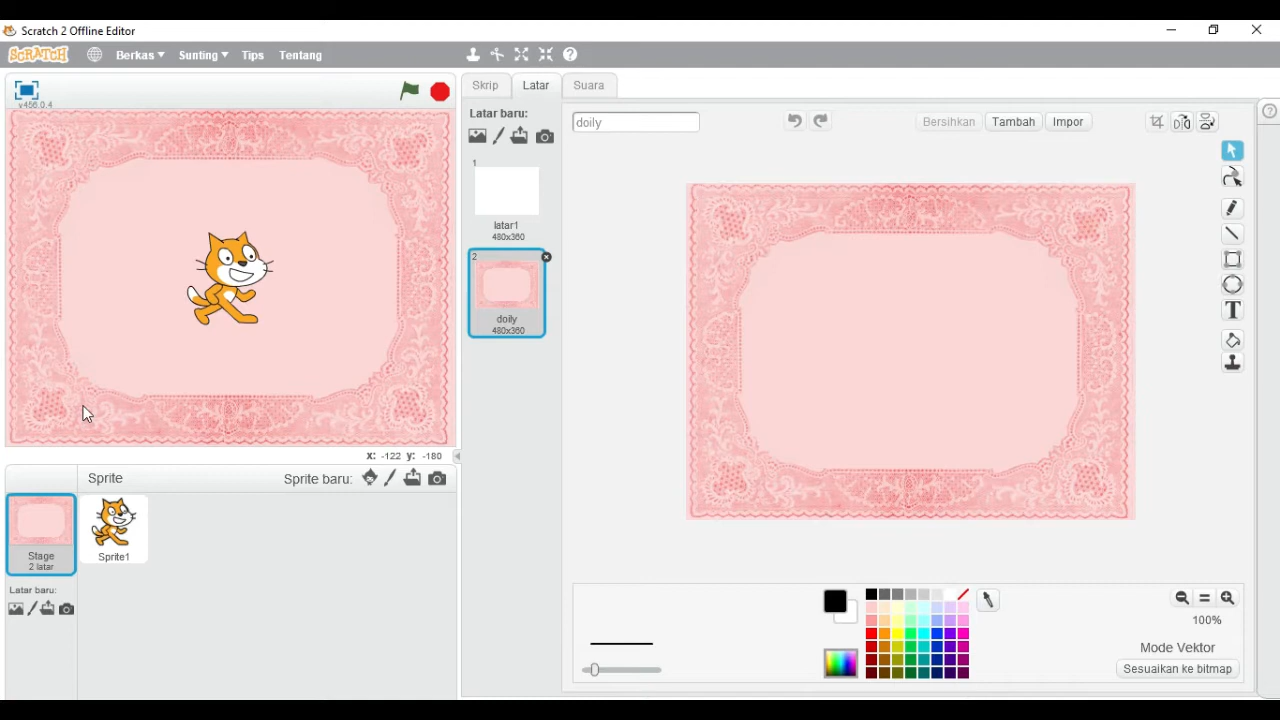 Scratch 2 Offline Editor
SCRATCH Berkas Sunting Tips Tentang
v456.0.4
Skrip Latar Suara
Latar baru:
doily Bersihkan Tambah Impor
1
latar1
480x360
2
doily
480x360
x: -122 y: -180
Sprite Sprite baru:
Stage
2 latar
Sprite1
Latar baru:
T
100%
Mode Vektor
Sesuaikan ke bitmap